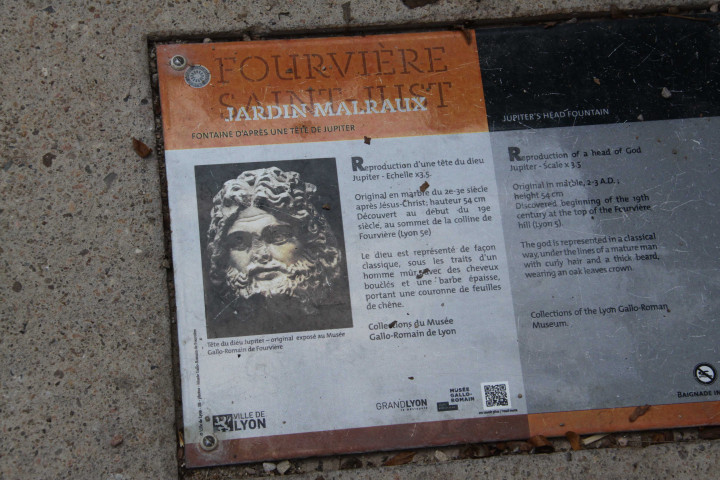 FOURVIÈRE
SAINT JUST
JARDIN MALRAUX
FONTAINE D'APRÈS UNE TÊTE DE JUPITER
Reproduction d'une tête du dieu
Jupiter - Echelle x3,5.
Original en marbre du 2e-3e siècle
après Jésus-Christ; hauteur 54 cm
Découvert au début du 19e
siècle, au sommet de la colline de
Fourvière (Lyon 5e)
Le dieu est représenté de façon
classique, sous les traits d'un
homme mûr avec des cheveux
bouclés et une barbe épaisse,
portant une couronne de feuilles
de chêne.
Collections du Musée
Gallo-Romain de Lyon
Tête du dieu Jupiter – original exposé au Musée
Gallo-Romain de Fourvière
VILLE DE
LYON
GRANDLYON
MUSÉE
GALLO-
ROMAIN
JUPITER'S HEAD FOUNTAIN
Reproduction of a head of God
Jupiter - Scale x 3.5
Original in marble, 2-3 A.D. ;
height 54 cm
Discovered beginning of the 19th
century at the top of the Fourvière
hill (Lyon 5).
The god is represented in a classical
way, under the lines of a mature man
with curly hair and a thick beard,
wearing an oak leaves crown.
Collections of the Lyon Gallo-Roman
Museum.
BAIGNADE IN